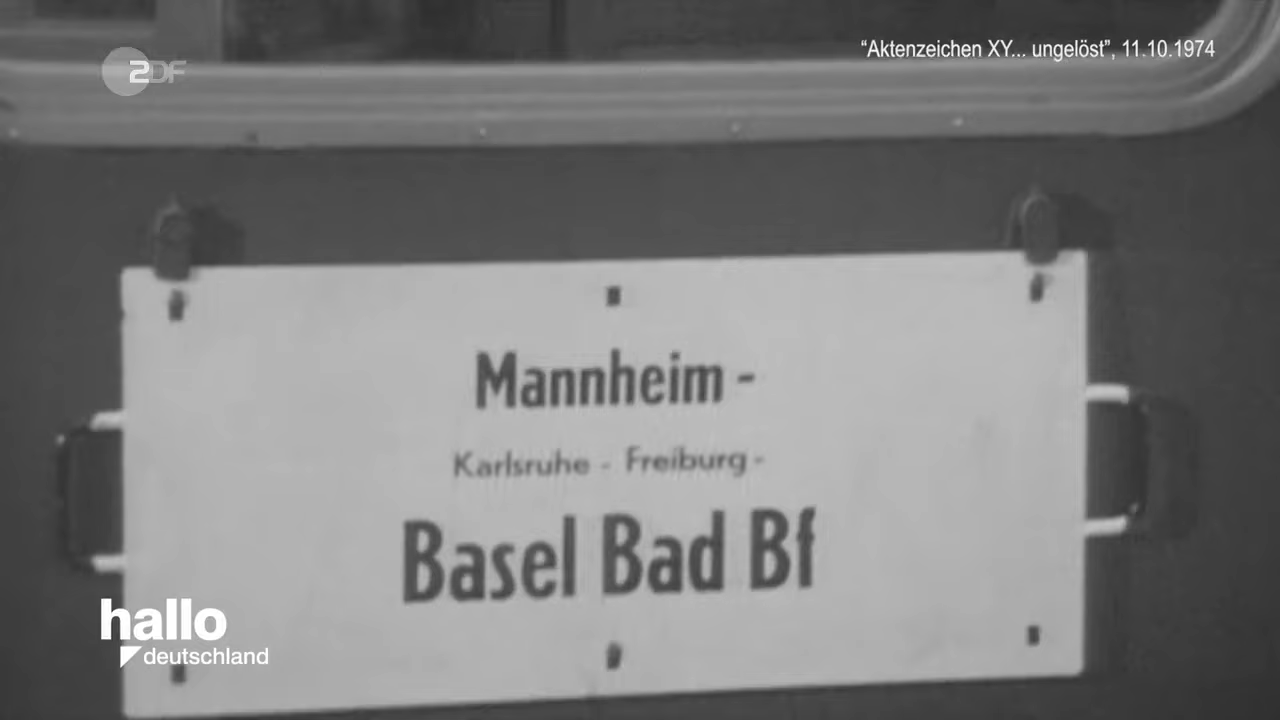 ZDF
“Aktenzeichen XY... ungelöst”, 11.10.1974
Mannheim -
Karlsruhe - Freiburg -
Basel Bad Bf
hallo
deutschland